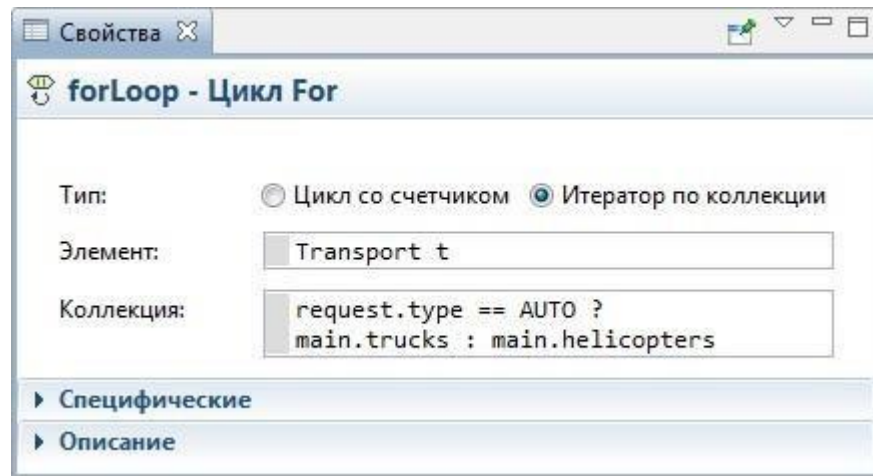 Свойства
forLoop - Цикл For
Тип: Цикл со счетчиком Итератор по коллекции
Элемент: Transport t
Коллекция: request.type == AUTO ?
main.trucks : main.helicopters
Специфические
Описание